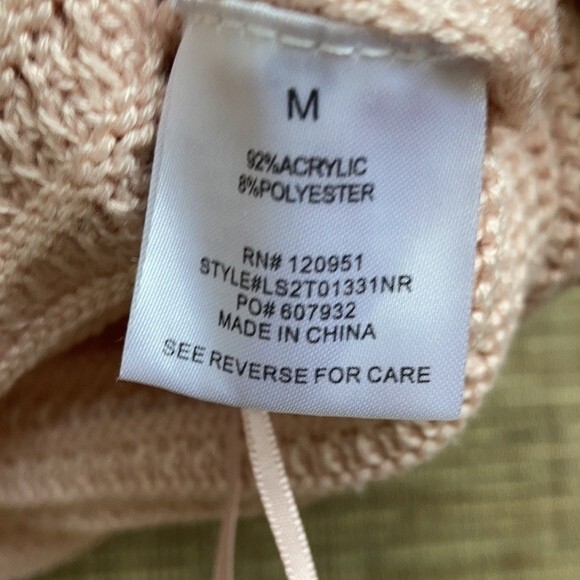 M
92%ACRYLIC
8%POLYESTER
RN# 120951
STYLE#LS2T01331NR
PO# 607932
MADE IN CHINA
SEE REVERSE FOR CARE